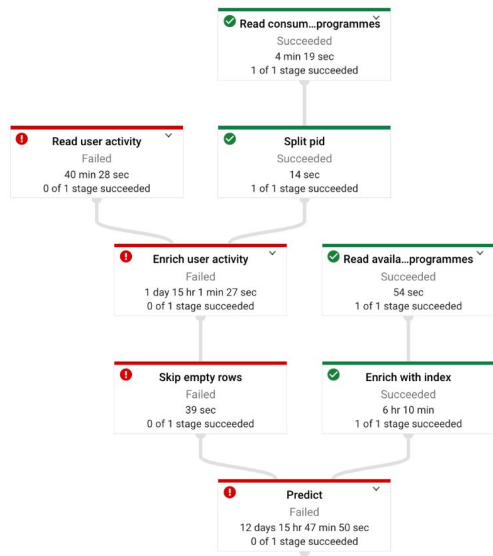 Read consum...programmes
Succeeded
4 min 19 sec
1 of 1 stage succeeded
Read user activity
Failed
40 min 28 sec
0 of 1 stage succeeded
Split pid
Succeeded
14 sec
1 of 1 stage succeeded
Enrich user activity
Failed
1 day 15 hr 1 min 27 sec
0 of 1 stage succeeded
Read availa...programmes
Succeeded
54 sec
1 of 1 stage succeeded
Skip empty rows
Failed
39 sec
0 of 1 stage succeeded
Enrich with index
Succeeded
6 hr 10 min
1 of 1 stage succeeded
Predict
Failed
12 days 15 hr 47 min 50 sec
0 of 1 stage succeeded